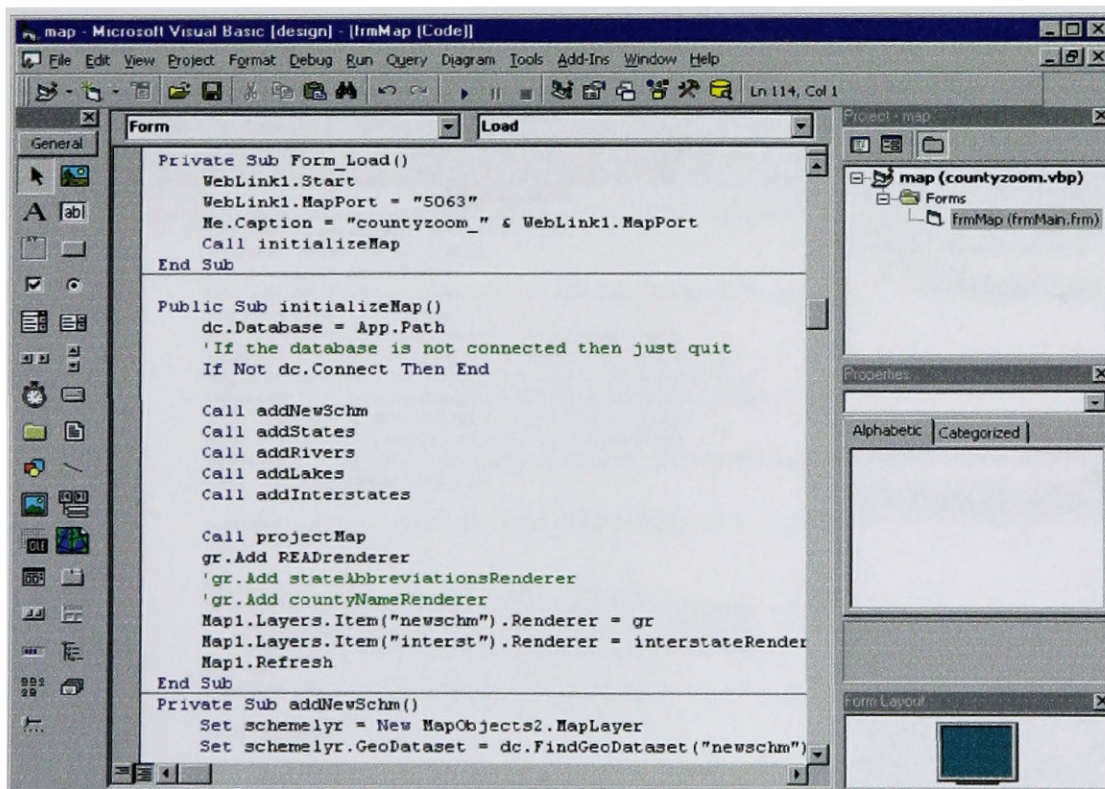 map - Microsoft Visual Basic [design] - [frmMap (Code)]
File Edit View Project Format Debug Run Query Diagram Tools Add-Ins Window Help
Ln 114, Col 1
General
Form
Load
Private Sub Form_Load()
WebLink1.Start
WebLink1.MapPort = "5063"
Me.Caption = "countyzoom_" & WebLink1.MapPort
Call initializeMap
End Sub
Public Sub initializeMap()
dc.Database = App.Path
'If the database is not connected then just quit
If Not dc.Connect Then End
Call addNewSchm
Call addStates
Call addRivers
Call addLakes
Call addInterstates
Call projectMap
gr.Add READrenderer
'gr.Add stateAbbreviationsRenderer
'gr.Add countyNameRenderer
Map1.Layers.Item("newschm").Renderer = gr
Map1.Layers.Item("interst").Renderer = interstateRender
Map1.Refresh
End Sub
Private Sub addNewSchm()
Set schemelyr = New MapObjects2.MapLayer
Set schemelyr.GeoDataset = dc.FindGeoDataset("newschm")
A
ab|
OLE
Project - map
map (countyzoom.vbp)
Forms
frmMap (frmMain.frm)
Properties
Alphabetic
Categorized
Form Layout